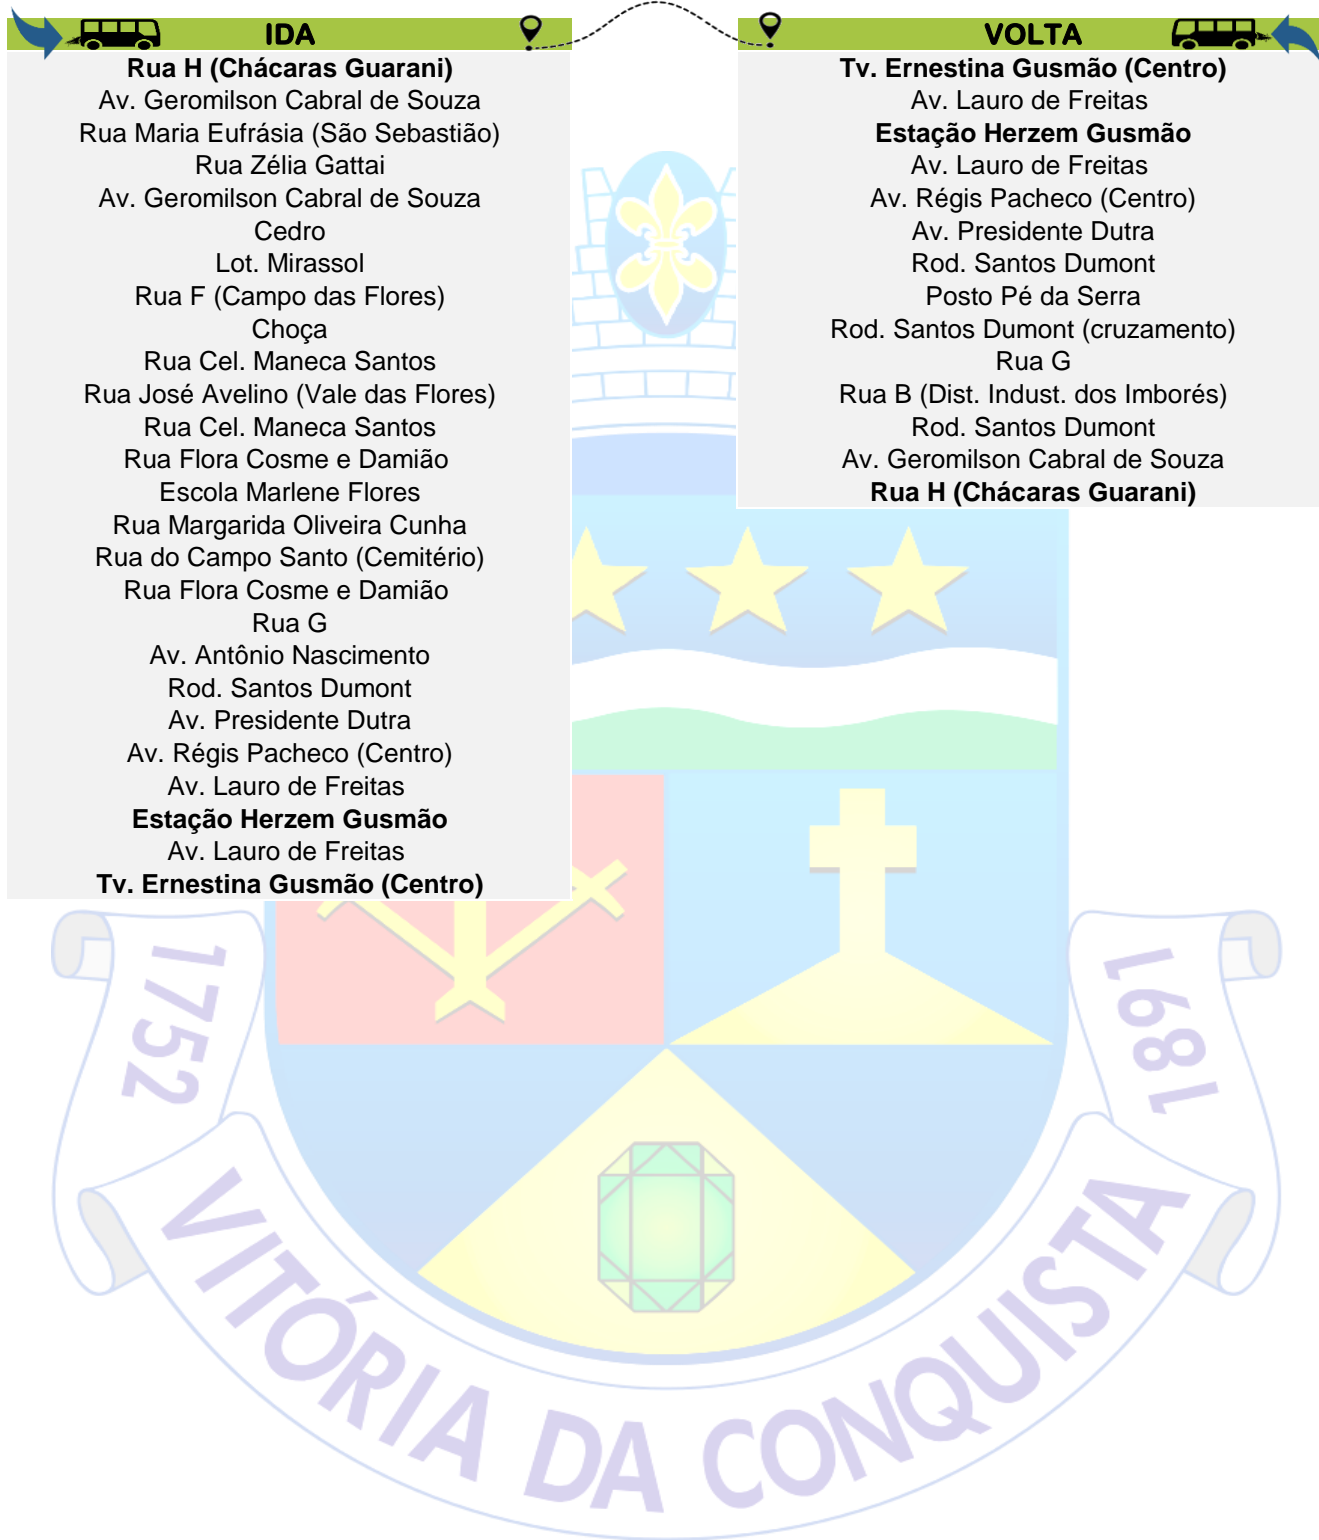 IDA
Rua H (Chácaras Guarani)
Av. Geromilson Cabral de Souza
Rua Maria Eufrásia (São Sebastião)
Rua Zélia Gattai
Av. Geromilson Cabral de Souza
Cedro
Lot. Mirassol
Rua F (Campo das Flores)
Choça
Rua Cel. Maneca Santos
Rua José Avelino (Vale das Flores)
Rua Cel. Maneca Santos
Rua Flora Cosme e Damião
Escola Marlene Flores
Rua Margarida Oliveira Cunha
Rua do Campo Santo (Cemitério)
Rua Flora Cosme e Damião
Rua G
Av. Antônio Nascimento
Rod. Santos Dumont
Av. Presidente Dutra
Av. Régis Pacheco (Centro)
Av. Lauro de Freitas
Estação Herzem Gusmão
Av. Lauro de Freitas
Tv. Ernestina Gusmão (Centro)
VOLTA
Tv. Ernestina Gusmão (Centro)
Av. Lauro de Freitas
Estação Herzem Gusmão
Av. Lauro de Freitas
Av. Régis Pacheco (Centro)
Av. Presidente Dutra
Rod. Santos Dumont
Posto Pé da Serra
Rod. Santos Dumont (cruzamento)
Rua G
Rua B (Dist. Indust. dos Imborés)
Rod. Santos Dumont
Av. Geromilson Cabral de Souza
Rua H (Chácaras Guarani)
1752
VITÓRIA DA CONQUISTA
1891